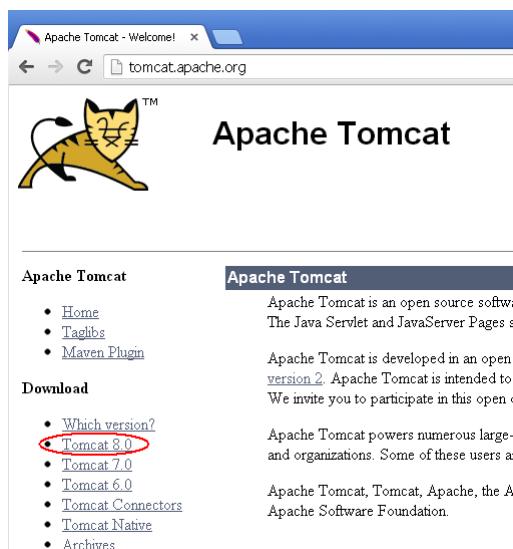 Apache Tomcat - Welcome! ×
tomcat.apache.org
TM
Apache Tomcat
Apache Tomcat
Home
Taglibs
Maven Plugin
Download
Which version?
Tomcat 8.0
Tomcat 7.0
Tomcat 6.0
Tomcat Connectors
Tomcat Native
Archives
Apache Tomcat
Apache Tomcat is an open source softwa
The Java Servlet and JavaServer Pages s
Apache Tomcat is developed in an open
version 2. Apache Tomcat is intended to
We invite you to participate in this open
Apache Tomcat powers numerous large-
and organizations. Some of these users a
Apache Tomcat, Tomcat, Apache, the A
Apache Software Foundation.